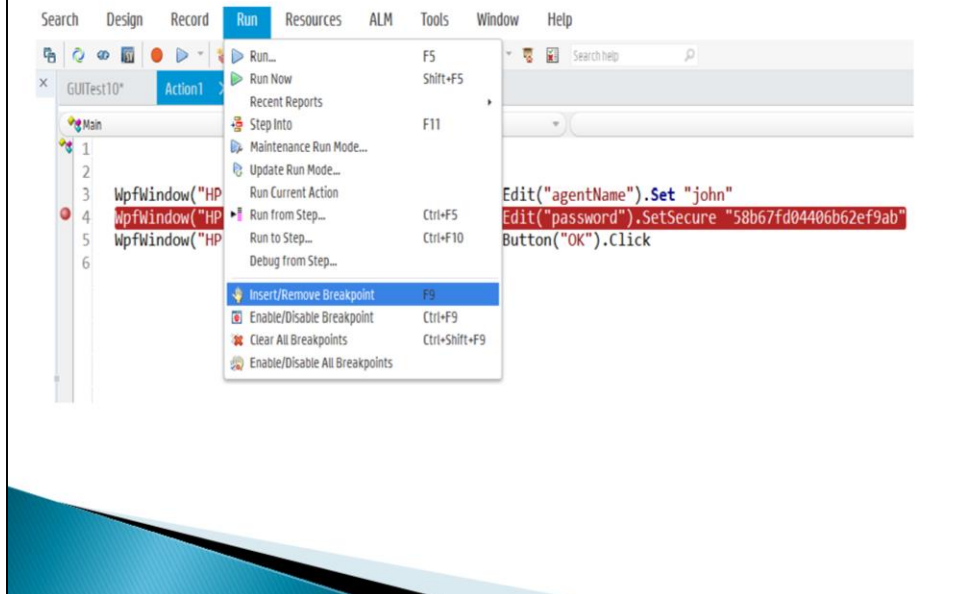 Search Design Record Run Resources ALM Tools Window Help
Search help
GUITest10* Action1
Main
Run... F5
Run Now Shift+F5
Recent Reports
Step Into F11
Maintenance Run Mode...
Update Run Mode...
Run Current Action
Run from Step... Ctrl+F5
Run to Step... Ctrl+F10
Debug from Step...
Insert/Remove Breakpoint F9
Enable/Disable Breakpoint Ctrl+F9
Clear All Breakpoints Ctrl+Shift+F9
Enable/Disable All Breakpoints
1
2
3 WpfWindow("HP Edit("agentName").Set "john"
4 WpfWindow("HP Edit("password").SetSecure "58b67fd04406b62ef9ab"
5 WpfWindow("HP Button("OK").Click
6